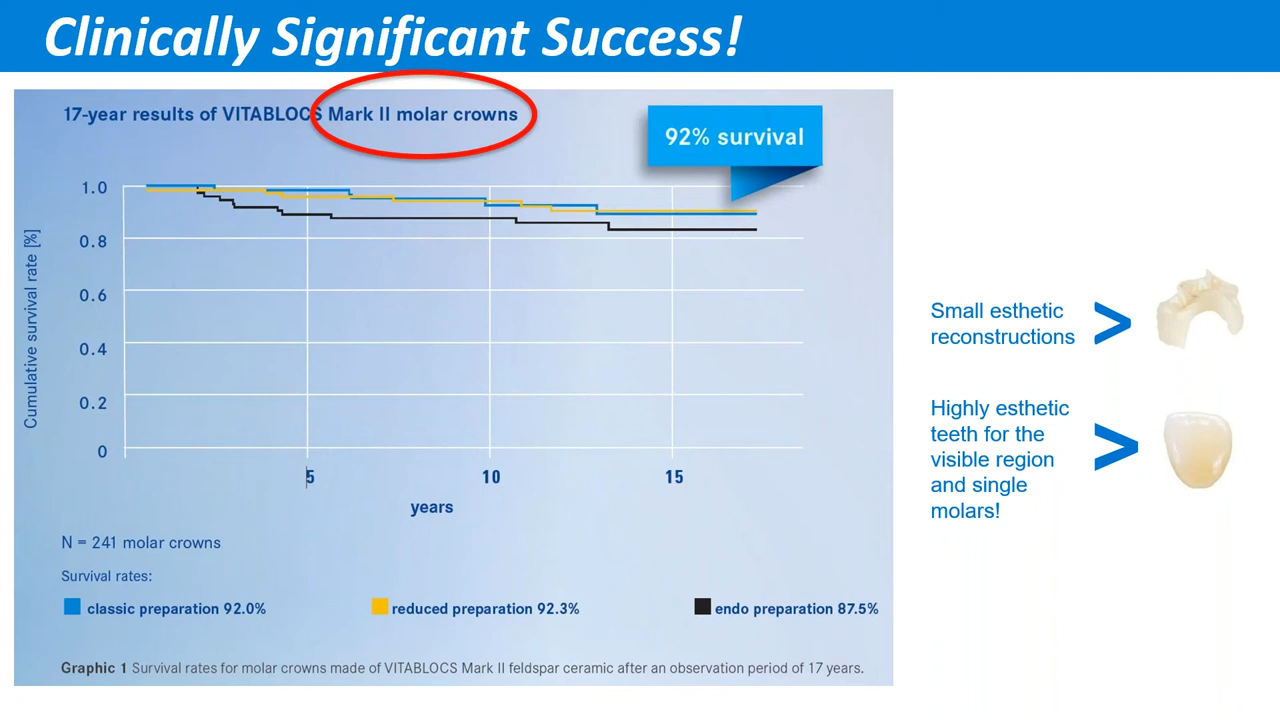 Clinically Significant Success!
17-year results of VITABLOCS Mark II molar crowns
92% survival
Cumulative survival rate [%]
1.0
0.8
0.6
0.4
0.2
0
5
10
15
years
N = 241 molar crowns
Survival rates:
classic preparation 92.0%
reduced preparation 92.3%
endo preparation 87.5%
Graphic 1 Survival rates for molar crowns made of VITABLOCS Mark II feldspar ceramic after an observation period of 17 years.
Small esthetic
reconstructions
>
Highly esthetic
teeth for the
visible region
and single
molars!
>